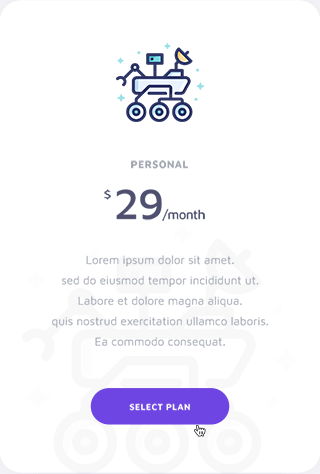 PERSONAL
$ 29/month
Lorem ipsum dolor sit amet.
sed do eiusmod tempor incididunt ut.
Labore et dolore magna aliqua.
quis nostrud exercitation ullamco laboris.
Ea commodo consequat.
SELECT PLAN